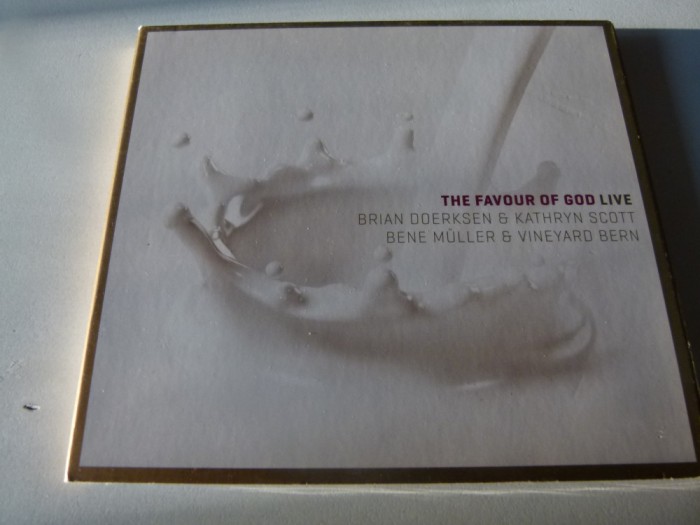 THE FAVOUR OF GOD LIVE
BRIAN DOERKSEN & KATHRYN SCOTT
BENE MÜLLER & VINEYARD BERN